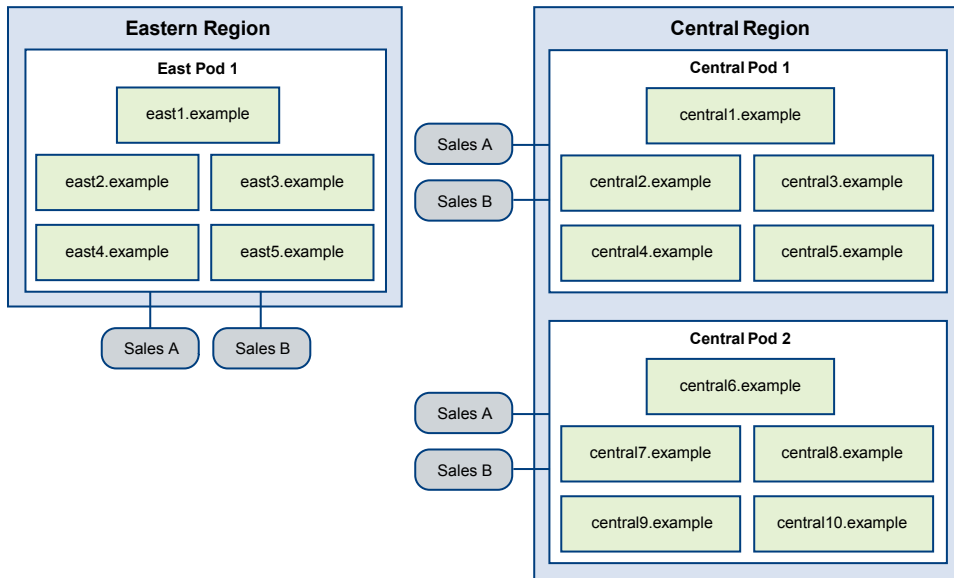 Eastern Region
East Pod 1
east1.example
east2.example
east3.example
east4.example
east5.example
Sales A
Sales B
Central Region
Central Pod 1
central1.example
Sales A
central2.example
central3.example
Sales B
central4.example
central5.example
Central Pod 2
central6.example
Sales A
central7.example
central8.example
Sales B
central9.example
central10.example